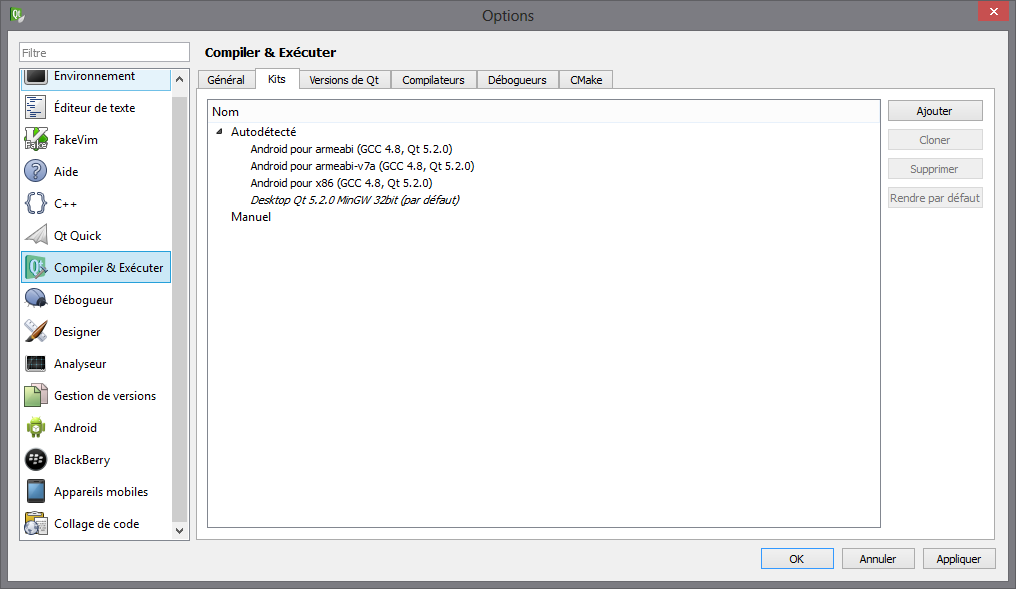 Options
Filtre
Environnement
Éditeur de texte
FakeVim
Aide
C++
Qt Quick
Compiler & Exécuter
Débogueur
Designer
Analyseur
Gestion de versions
Android
BlackBerry
Appareils mobiles
Collage de code
Compiler & Exécuter
Général
Kits
Versions de Qt
Compilateurs
Débogueurs
CMake
Nom
Autodétecté
Android pour armeabi (GCC 4.8, Qt 5.2.0)
Android pour armeabi-v7a (GCC 4.8, Qt 5.2.0)
Android pour x86 (GCC 4.8, Qt 5.2.0)
Desktop Qt 5.2.0 MinGW 32bit (par défaut)
Manuel
Ajouter
Cloner
Supprimer
Rendre par défaut
OK
Annuler
Appliquer